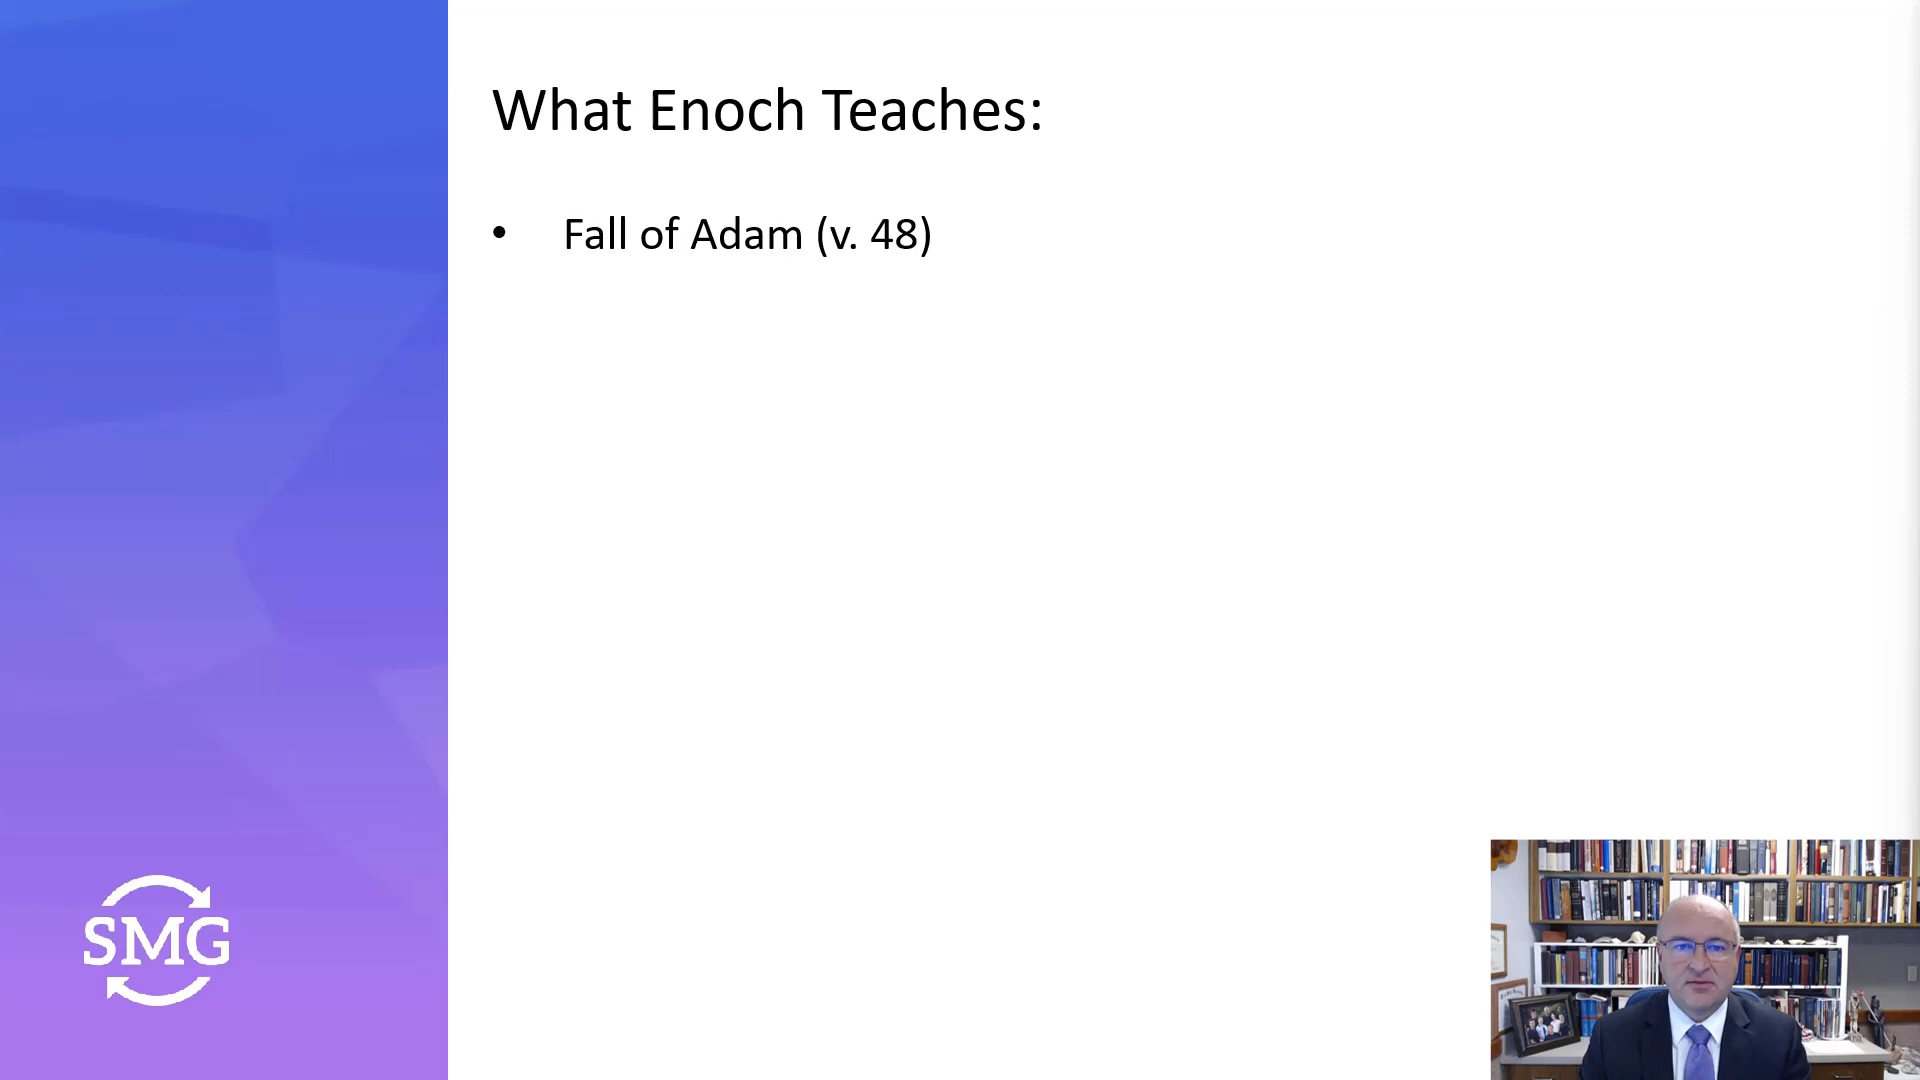 What Enoch Teaches:
• Fall of Adam (v. 48)
SMG